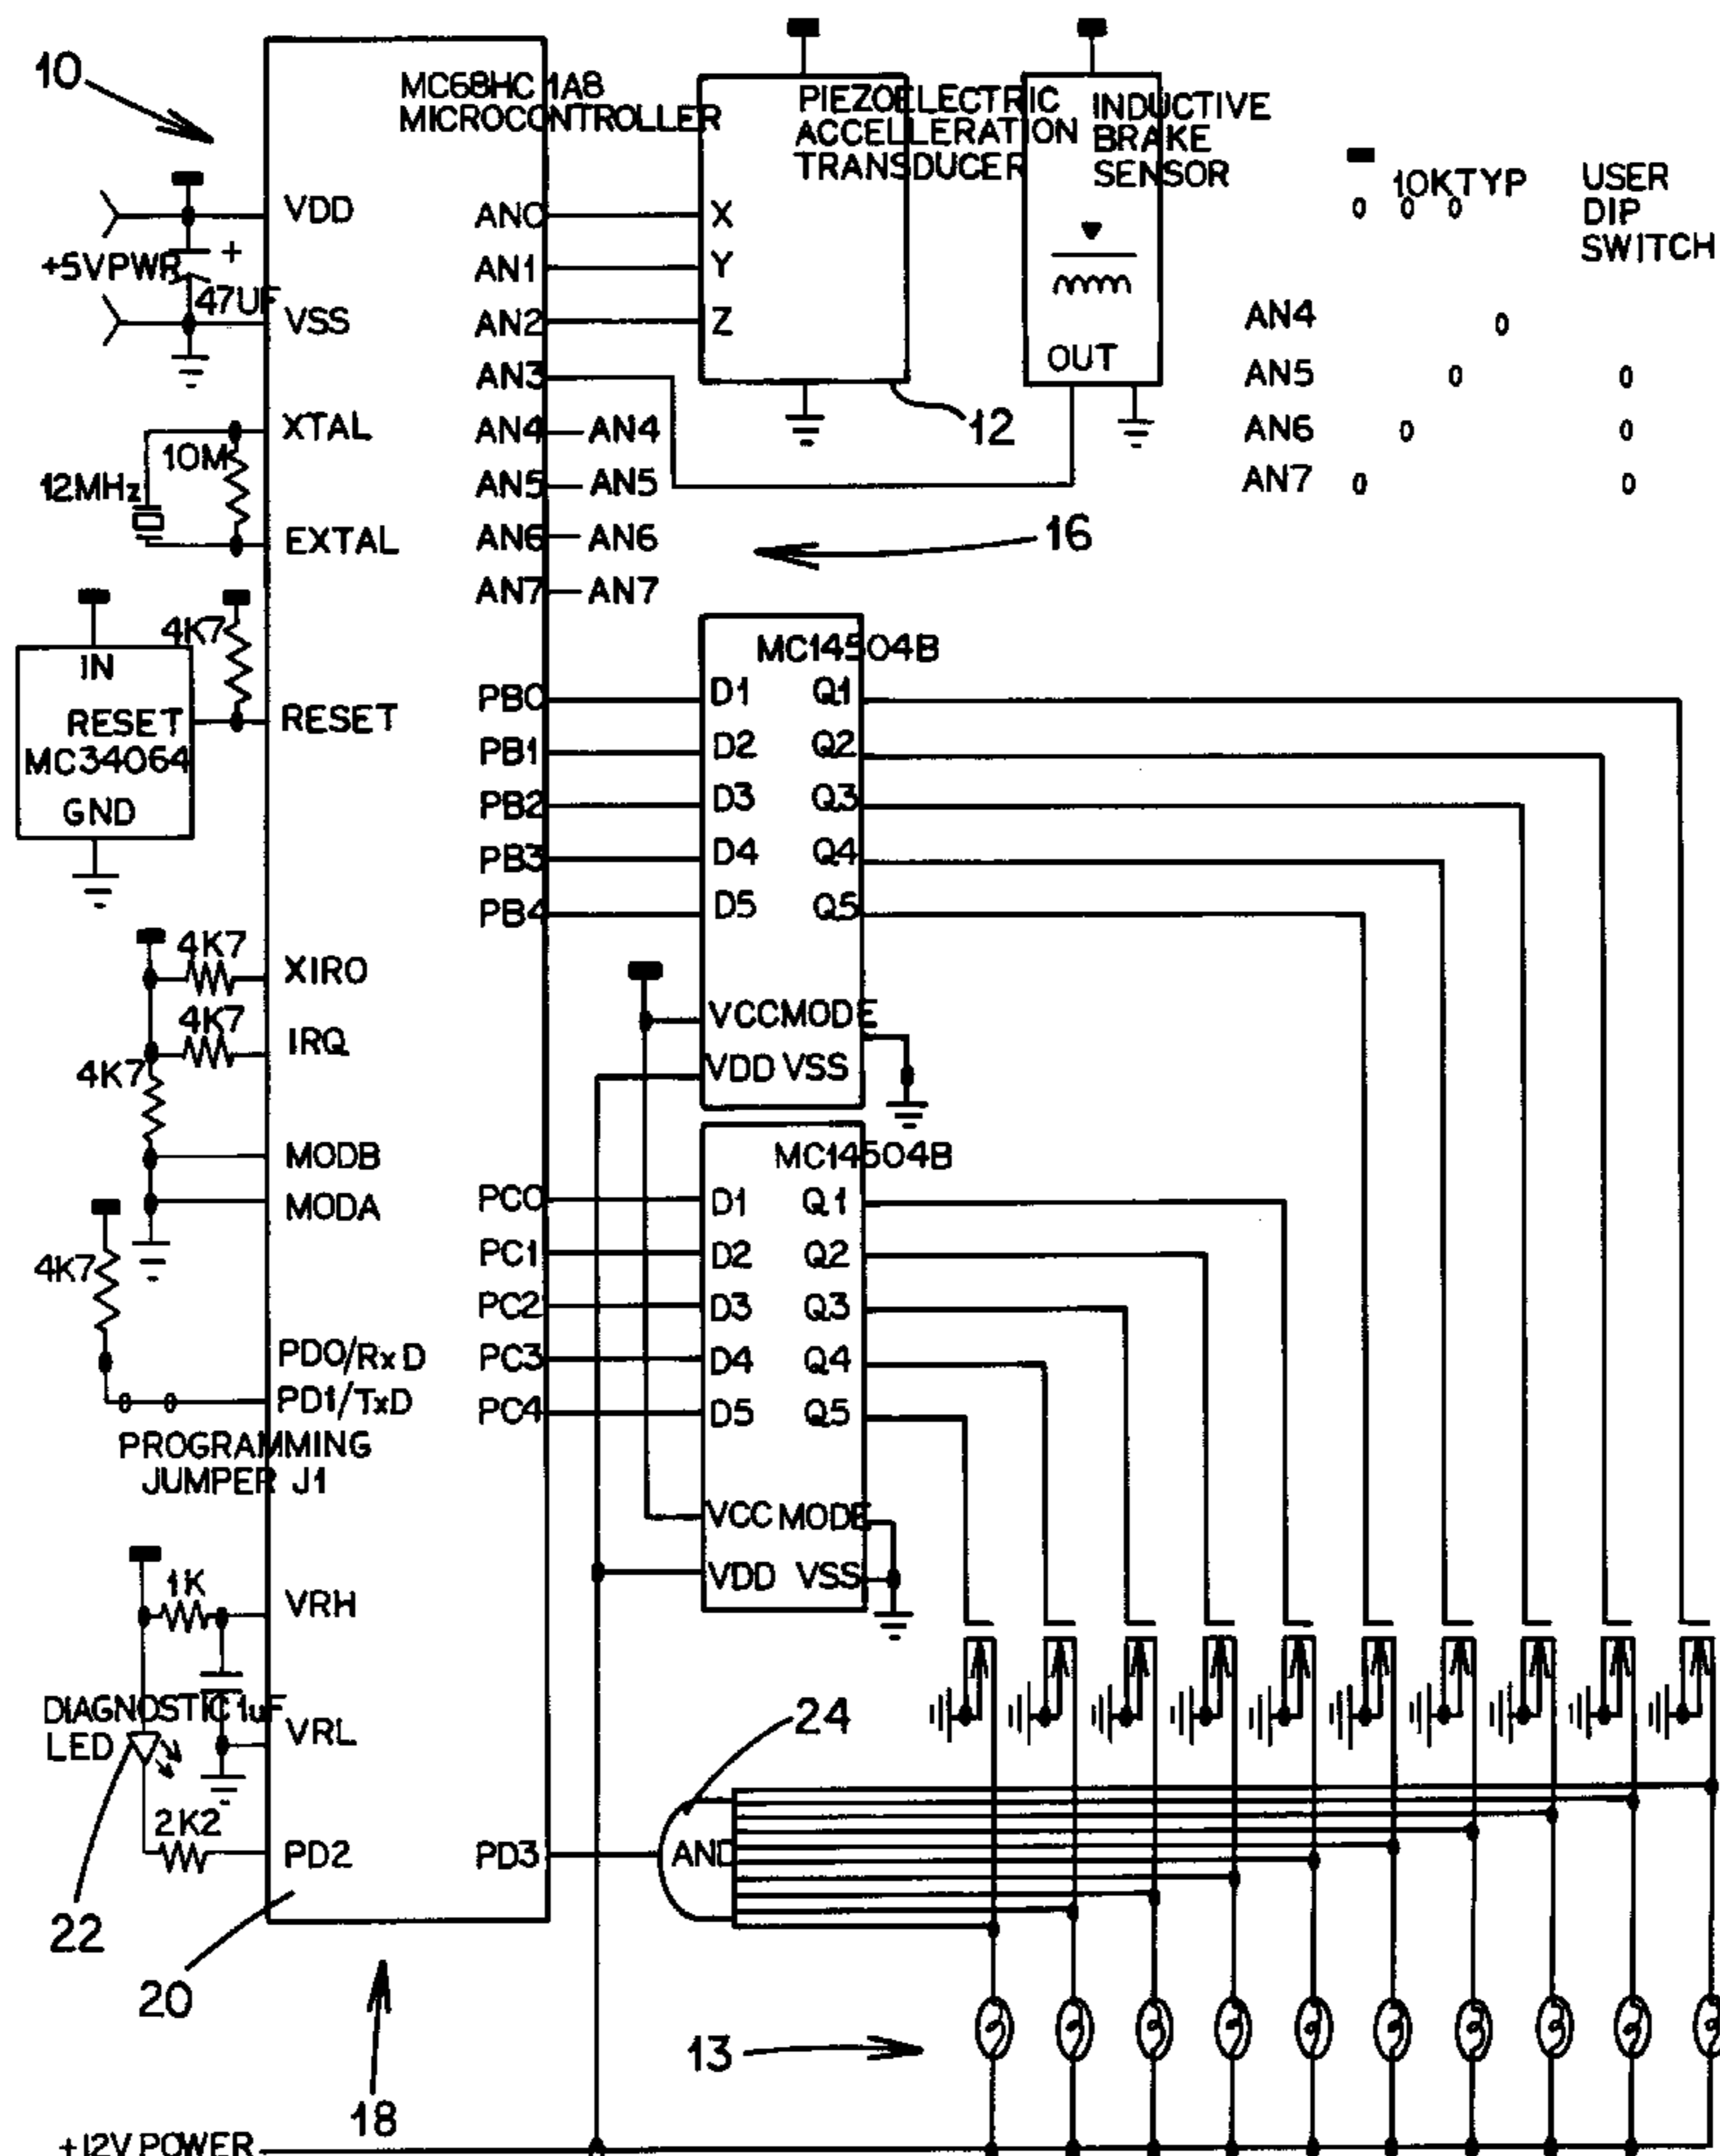 10
MC68HC1A8
MICROCONTROLLER
PIEZOELECTRIC
ACCELLERATION
TRANSDUCER
INDUCTIVE
BRAKE
SENSOR
10KTYP
USER
DIP
SWITCH
VDD
AN0
X
+5VPWR
+
47UF
AN1
Y
VSS
AN2
Z
AN4
OUT
AN3
AN5
XTAL
10M
AN4
AN4
12
AN6
12MHz
AN5
AN5
AN7
EXTAL
AN6
AN6
16
AN7
AN7
4K7
IN
RESET
MC34064
GND
RESET
MC14504B
PB0
D1
Q1
PB1
D2
Q2
PB2
D3
Q3
PB3
D4
Q4
PB4
D5
Q5
4K7
XIRO
4K7
IRQ
4K7
VCC MODE
VDD VSS
MODB
MODA
MC14504B
PC0
D1
Q1
PC1
D2
Q2
4K7
PC2
D3
Q3
PD0/RxD
PC3
D4
Q4
PD1/TxD
PC4
D5
Q5
PROGRAMMING
JUMPER J1
VCC MODE
VDD VSS
1K
VRH
DIAGNOSTIC
LED
1uF
VRL
24
2K2
PD2
PD3
AND
22
20
13
18
+12V POWER